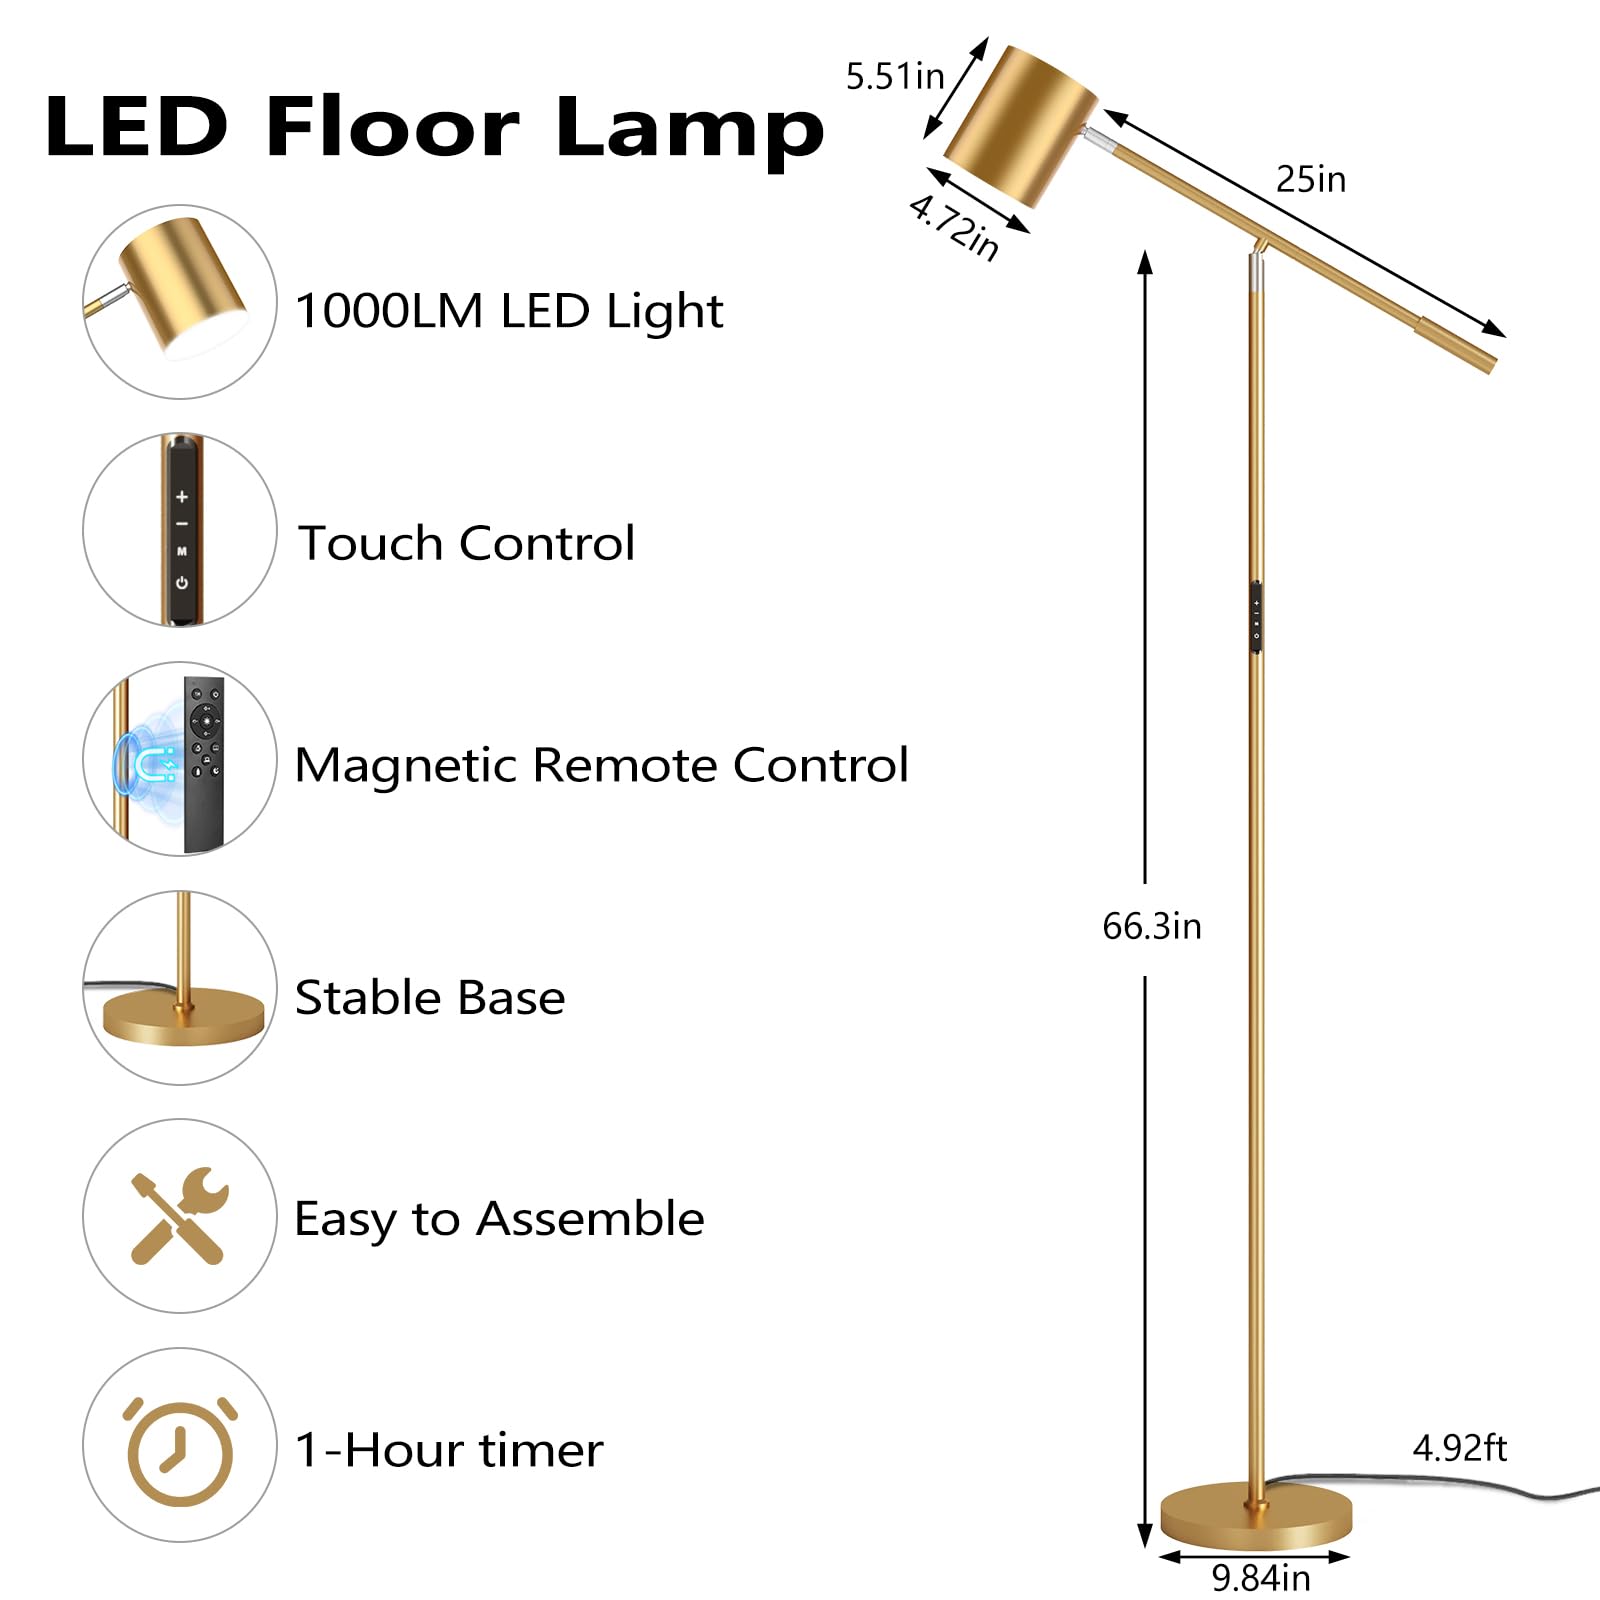 LED Floor Lamp
5.51in
25in
4.72in
1000LM LED Light
+
−
M
Touch Control
Magnetic Remote Control
66.3in
Stable Base
Easy to Assemble
1-Hour timer
4.92ft
9.84in